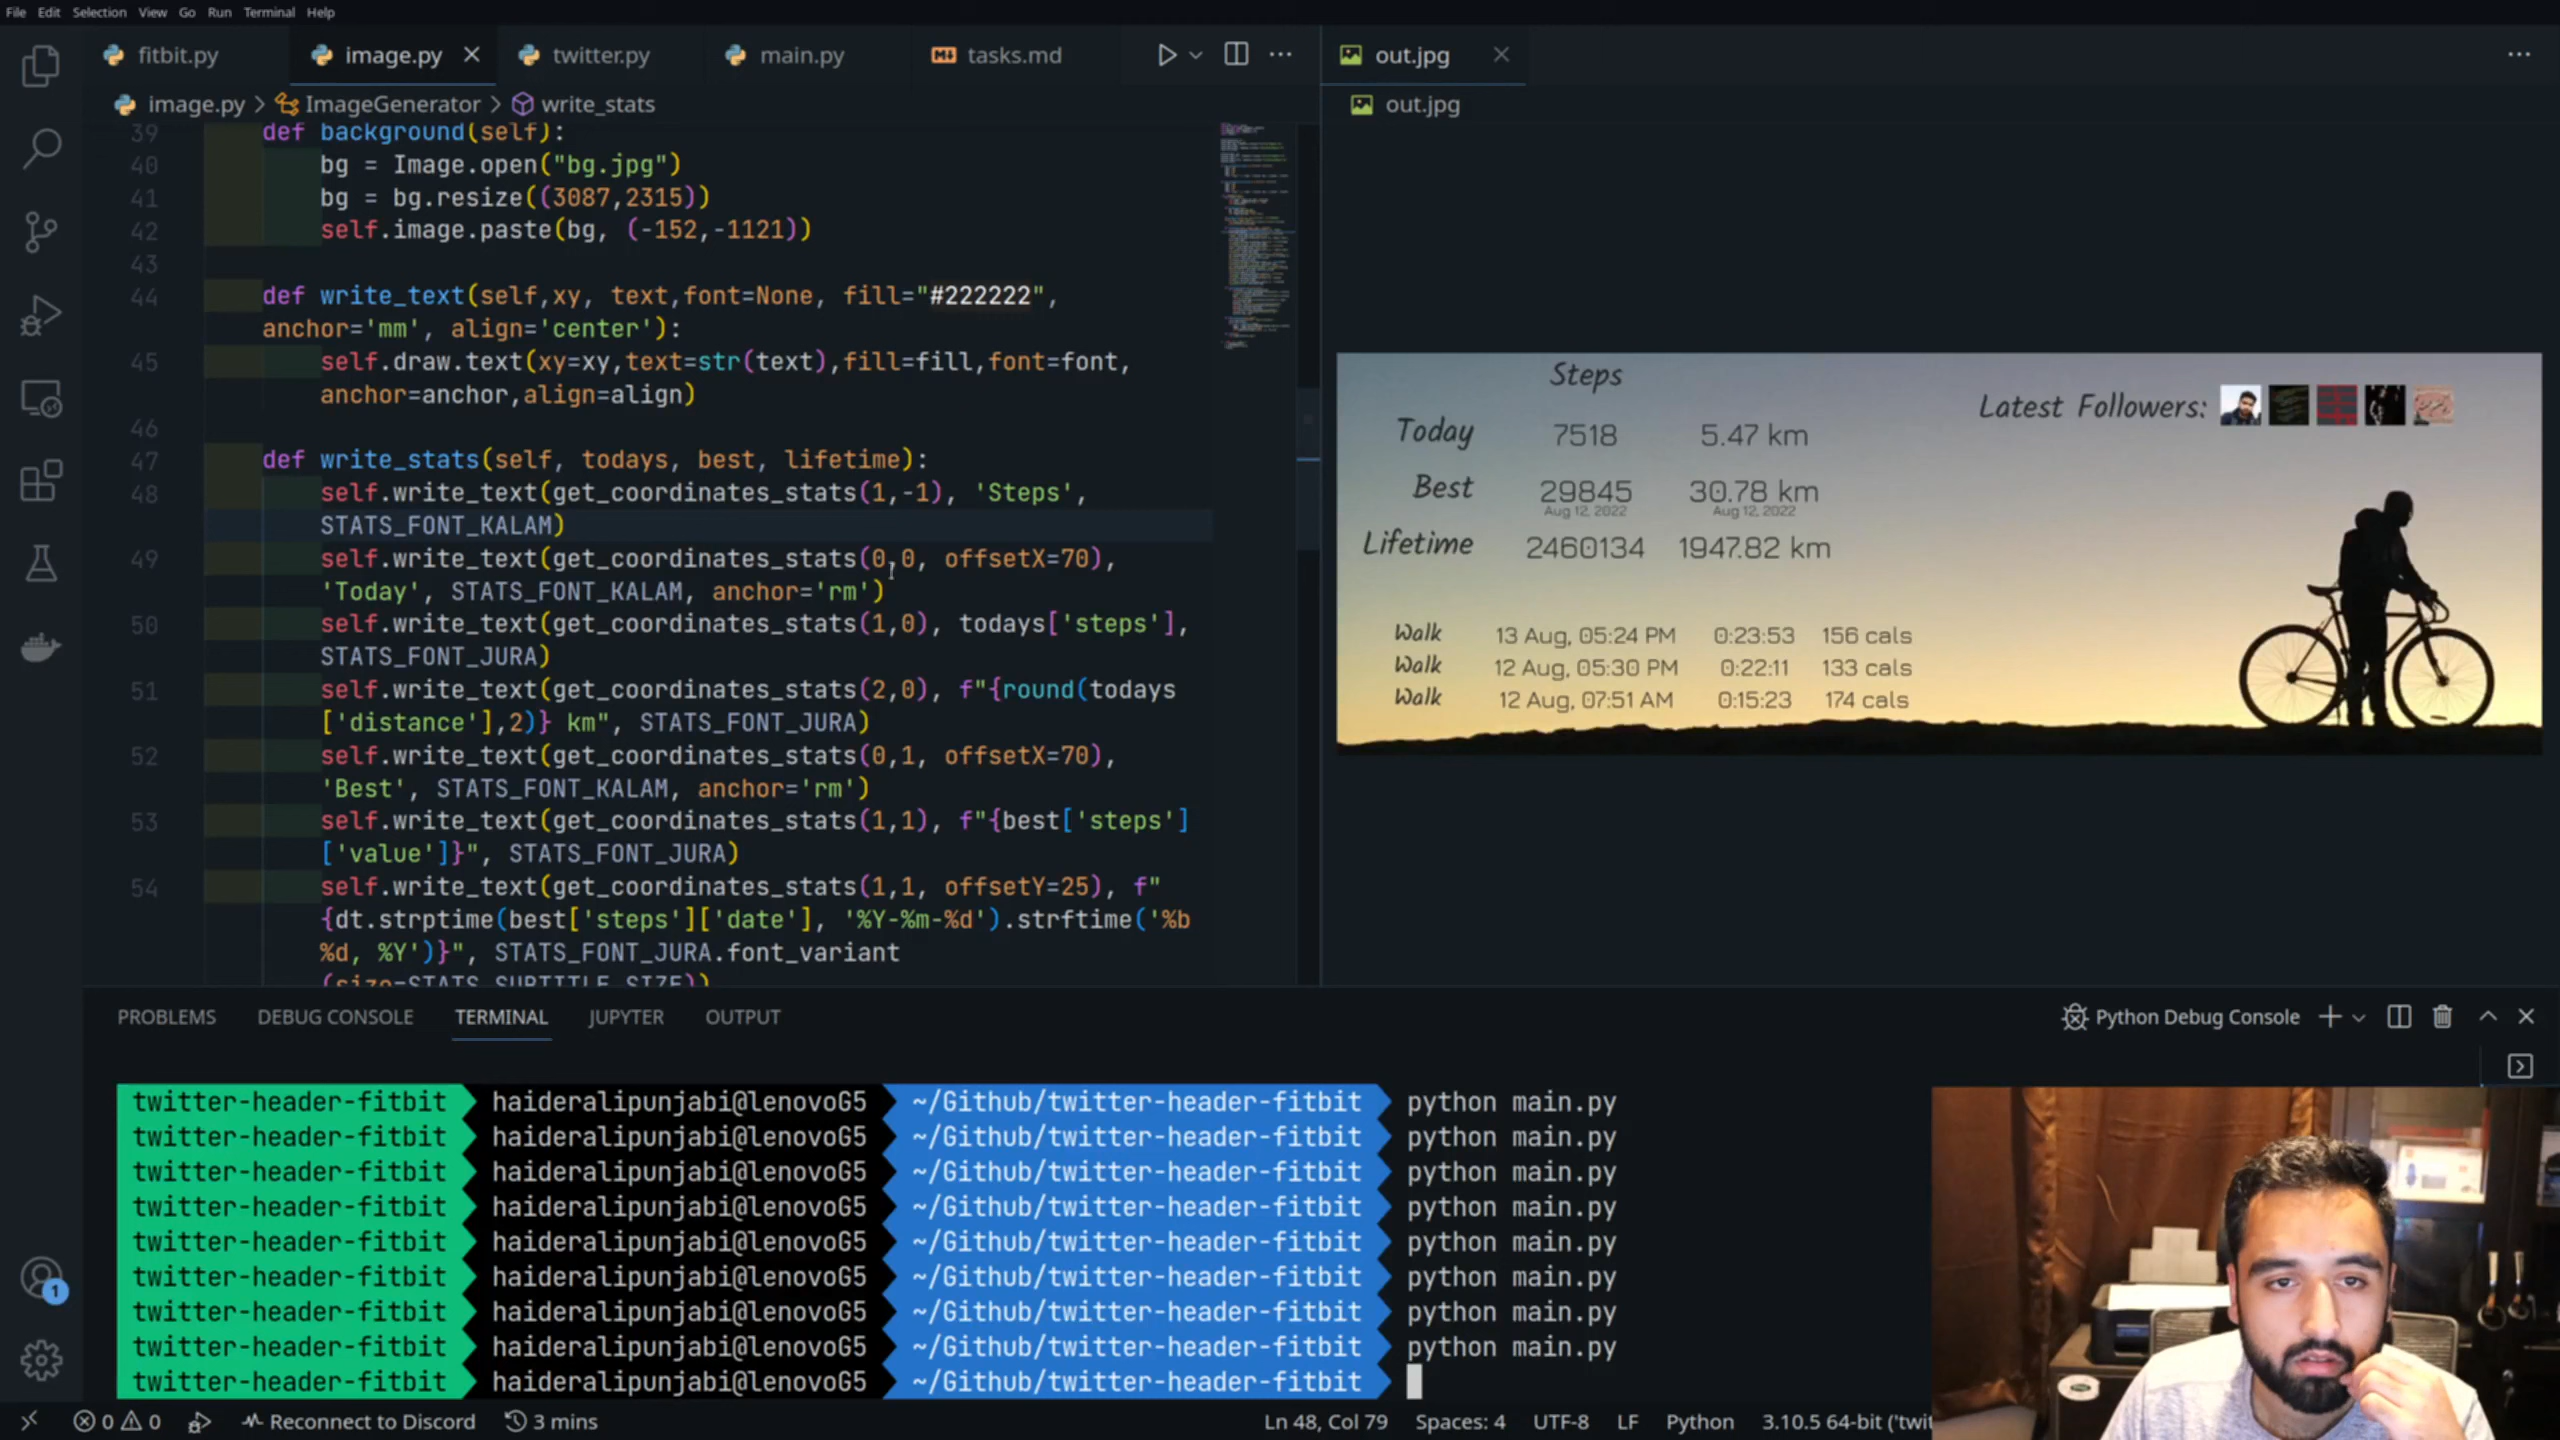 File Edit Selection View Go Run Terminal Help
fitbit.py image.py twitter.py main.py tasks.md
image.py > ImageGenerator > write_stats
39 def background(self):
40 bg = Image.open("bg.jpg")
41 bg = bg.resize((3087,2315))
42 self.image.paste(bg, (-152,-1121))
43
44 def write_text(self,xy, text,font=None, fill="#222222",
anchor='mm', align='center'):
45 self.draw.text(xy=xy,text=str(text),fill=fill,font=font,
anchor=anchor,align=align)
46
47 def write_stats(self, todays, best, lifetime):
48 self.write_text(get_coordinates_stats(1,-1), 'Steps',
STATS_FONT_KALAM)
49 self.write_text(get_coordinates_stats(0,0, offsetX=70),
'Today', STATS_FONT_KALAM, anchor='rm')
50 self.write_text(get_coordinates_stats(1,0), todays['steps'],
STATS_FONT_JURA)
51 self.write_text(get_coordinates_stats(2,0), f"{round(todays
['distance'],2)} km", STATS_FONT_JURA)
52 self.write_text(get_coordinates_stats(0,1, offsetX=70),
'Best', STATS_FONT_KALAM, anchor='rm')
53 self.write_text(get_coordinates_stats(1,1), f"{best['steps']
['value']}", STATS_FONT_JURA)
54 self.write_text(get_coordinates_stats(1,1, offsetY=25), f"
{dt.strptime(best['steps']['date'], '%Y-%m-%d').strftime('%b
%d, %Y')}", STATS_FONT_JURA.font_variant
(size=STATS_SUBTITLE_SIZE))
out.jpg
out.jpg
Steps
Latest Followers:
Today 7518 5.47 km
Best 29845 30.78 km
Aug 12, 2022 Aug 12, 2022
Lifetime 2460134 1947.82 km
Walk 13 Aug, 05:24 PM 0:23:53 156 cals
Walk 12 Aug, 05:30 PM 0:22:11 133 cals
Walk 12 Aug, 07:51 AM 0:15:23 174 cals
PROBLEMS DEBUG CONSOLE TERMINAL JUPYTER OUTPUT
Python Debug Console
twitter-header-fitbit haideralipunjabi@lenovoG5 ~/Github/twitter-header-fitbit python main.py
twitter-header-fitbit haideralipunjabi@lenovoG5 ~/Github/twitter-header-fitbit python main.py
twitter-header-fitbit haideralipunjabi@lenovoG5 ~/Github/twitter-header-fitbit python main.py
twitter-header-fitbit haideralipunjabi@lenovoG5 ~/Github/twitter-header-fitbit python main.py
twitter-header-fitbit haideralipunjabi@lenovoG5 ~/Github/twitter-header-fitbit python main.py
twitter-header-fitbit haideralipunjabi@lenovoG5 ~/Github/twitter-header-fitbit python main.py
twitter-header-fitbit haideralipunjabi@lenovoG5 ~/Github/twitter-header-fitbit python main.py
twitter-header-fitbit haideralipunjabi@lenovoG5 ~/Github/twitter-header-fitbit python main.py
twitter-header-fitbit haideralipunjabi@lenovoG5 ~/Github/twitter-header-fitbit
1
0 0 Reconnect to Discord 3 mins Ln 48, Col 79 Spaces: 4 UTF-8 LF Python 3.10.5 64-bit ('twit